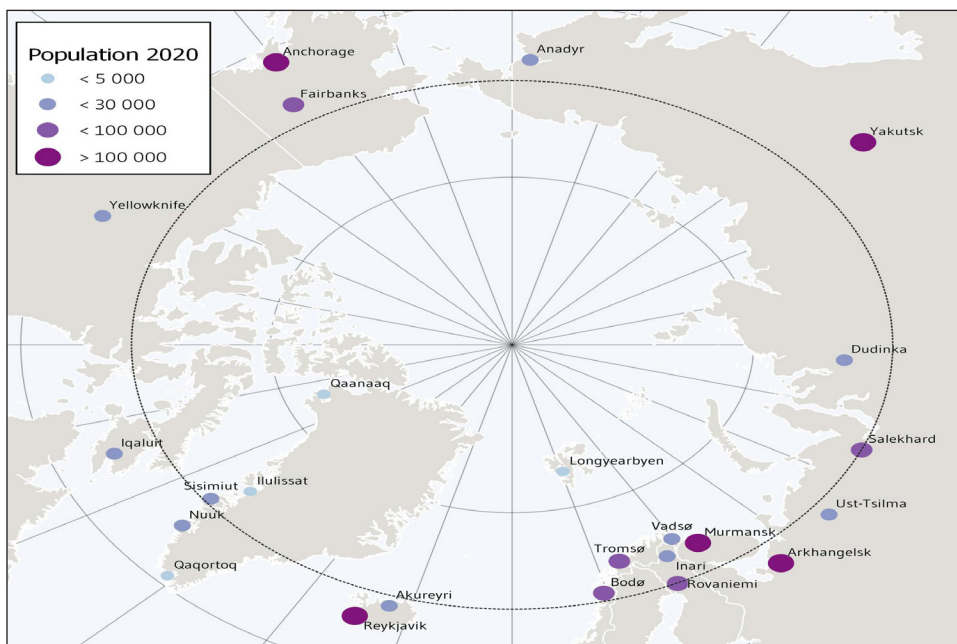 Population 2020
< 5 000
< 30 000
< 100 000
> 100 000
Anchorage
Fairbanks
Anadyr
Yakutsk
Yellowknife
Dudinka
Qaanaaq
Iqaluit
Salekhard
Longyearbyen
Sisimiut
Ilulissat
Nuuk
Ust-Tsilma
Vadsø
Murmansk
Tromsø
Arkhangelsk
Qaqortoq
Inari
Bodø
Rovaniemi
Akureyri
Reykjavik